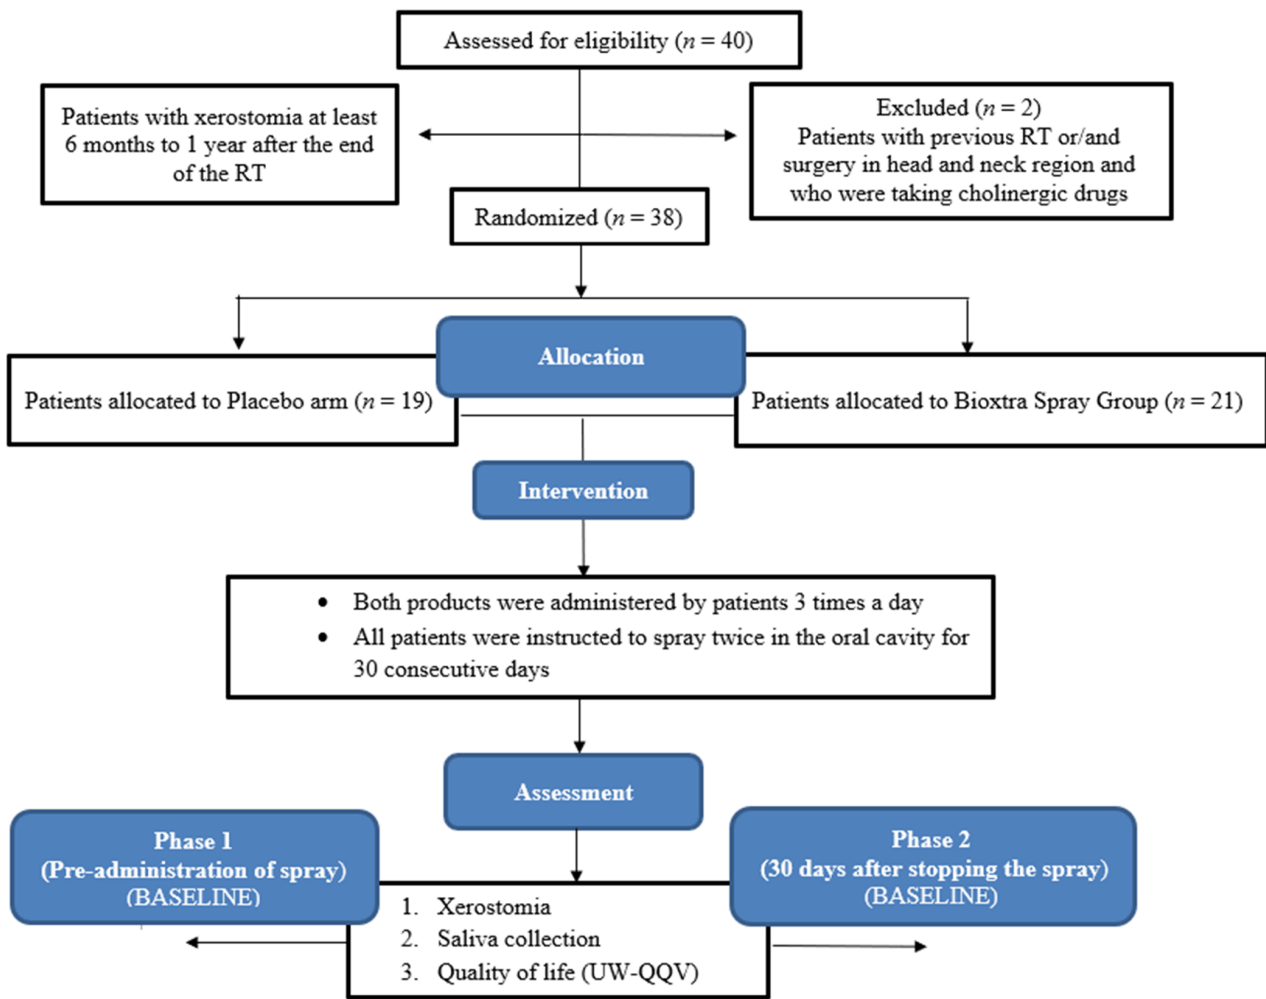 Assessed for eligibility (n = 40)
Patients with xerostomia at least
6 months to 1 year after the end
of the RT
Excluded (n = 2)
Patients with previous RT or/and
surgery in head and neck region and
who were taking cholinergic drugs
Randomized (n = 38)
Allocation
Patients allocated to Placebo arm (n = 19)
Patients allocated to Bioxtra Spray Group (n = 21)
Intervention
• Both products were administered by patients 3 times a day
• All patients were instructed to spray twice in the oral cavity for
30 consecutive days
Assessment
Phase 1
(Pre-administration of spray)
(BASELINE)
Phase 2
(30 days after stopping the spray)
(BASELINE)
1. Xerostomia
2. Saliva collection
3. Quality of life (UW-QQV)